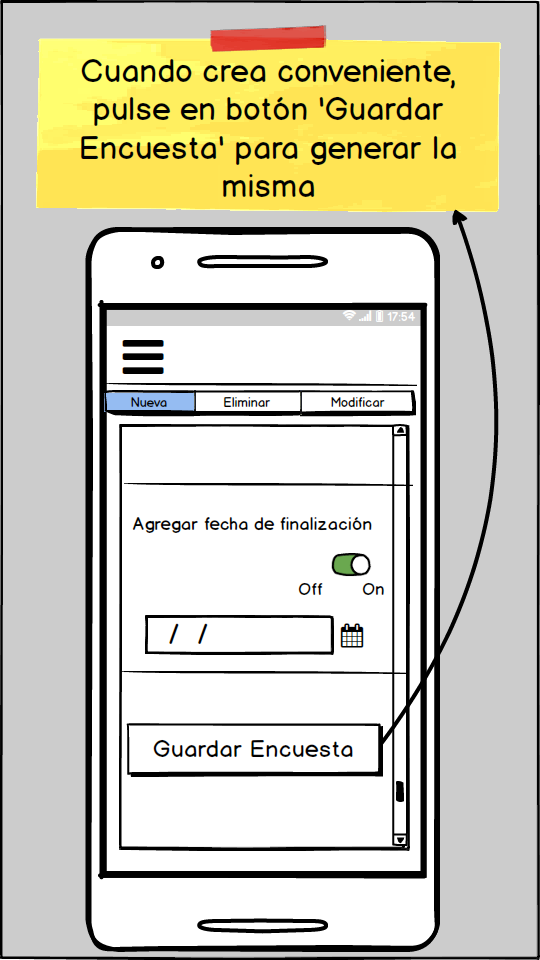 Cuando crea conveniente,
pulse en botón 'Guardar
Encuesta' para generar la
misma
17:54
Nueva Eliminar Modificar
Agregar fecha de finalización
Off On
/ /
Guardar Encuesta